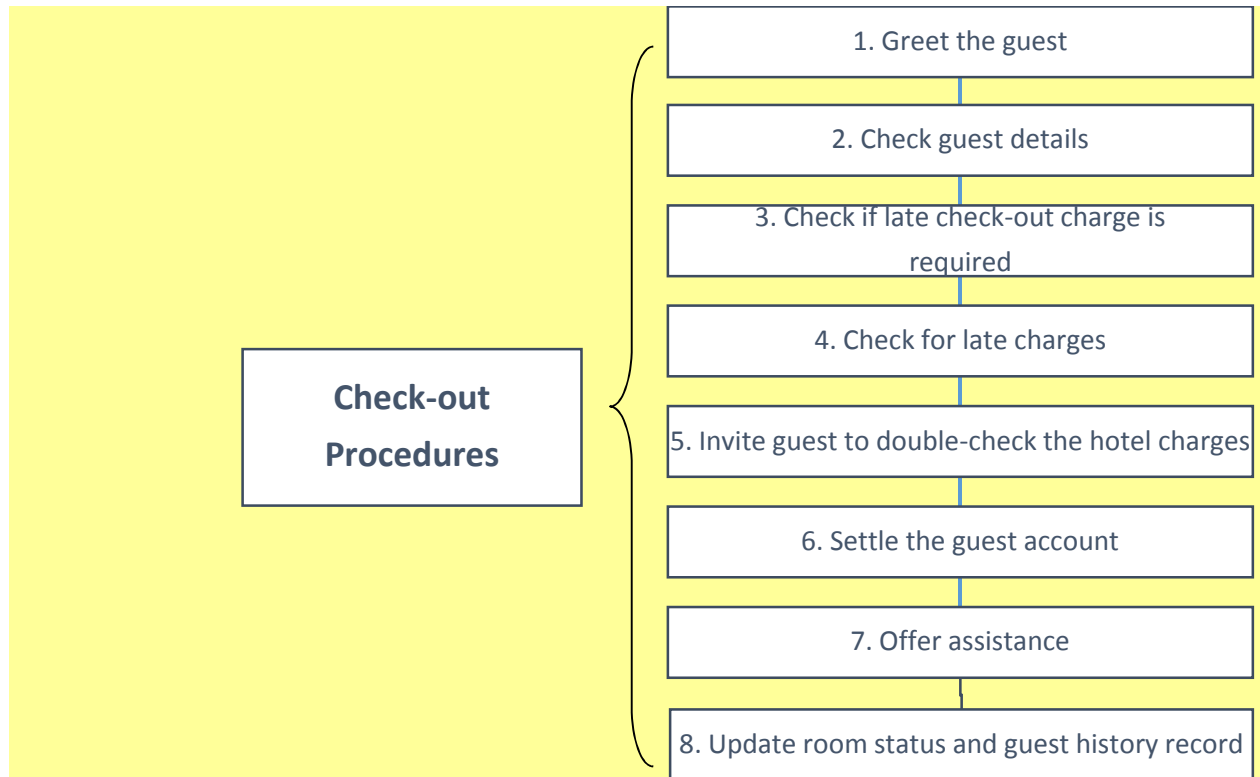 1. Greet the guest
2. Check guest details
3. Check if late check-out charge is
required
4. Check for late charges
Check-out
Procedures
5. Invite guest to double-check the hotel charges
6. Settle the guest account
7. Offer assistance
8. Update room status and guest history record